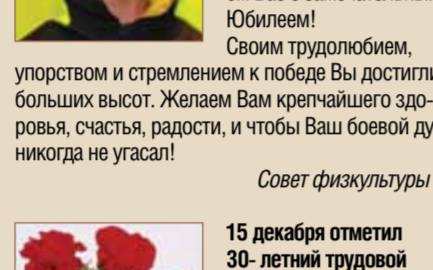 Юбилеем!
Своим трудолюбием,
упорством и стремлением к победе Вы достигли
больших высот. Желаем Вам крепчайшего здо-
ровья, счастья, радости, и чтобы Ваш боевой
никогда не угасал!
Совет физкультуры
15 декабря отметил
30- летний трудовой